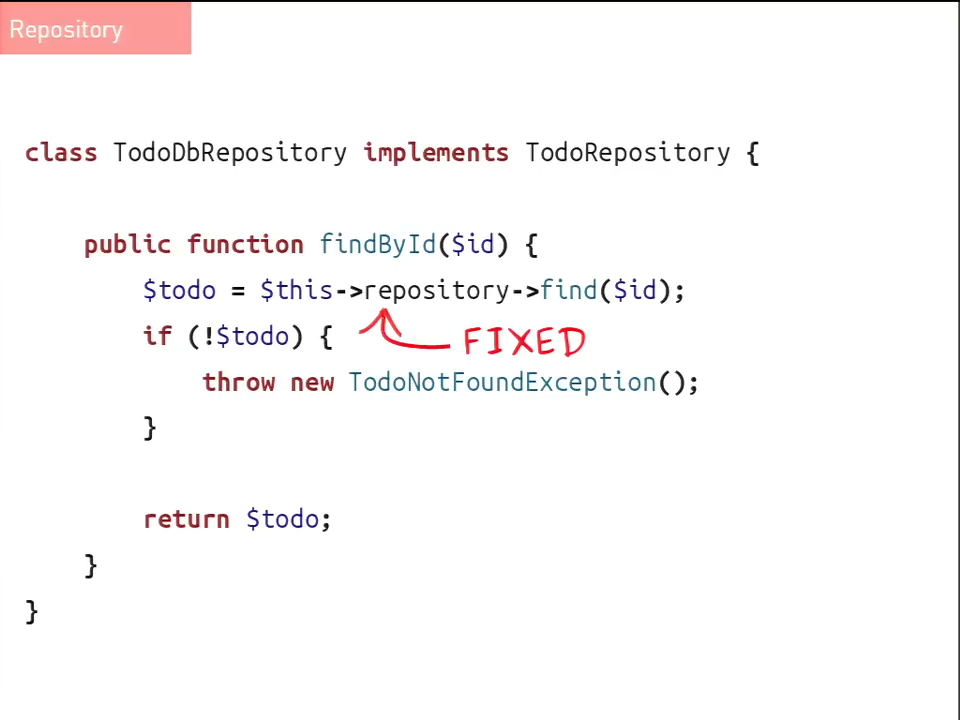 Repository
class TodoDbRepository implements TodoRepository {
public function findById($id) {
$todo = $this->repository->find($id);
if (!$todo) {
FIXED
throw new TodoNotFoundException();
}
return $todo;
}
}